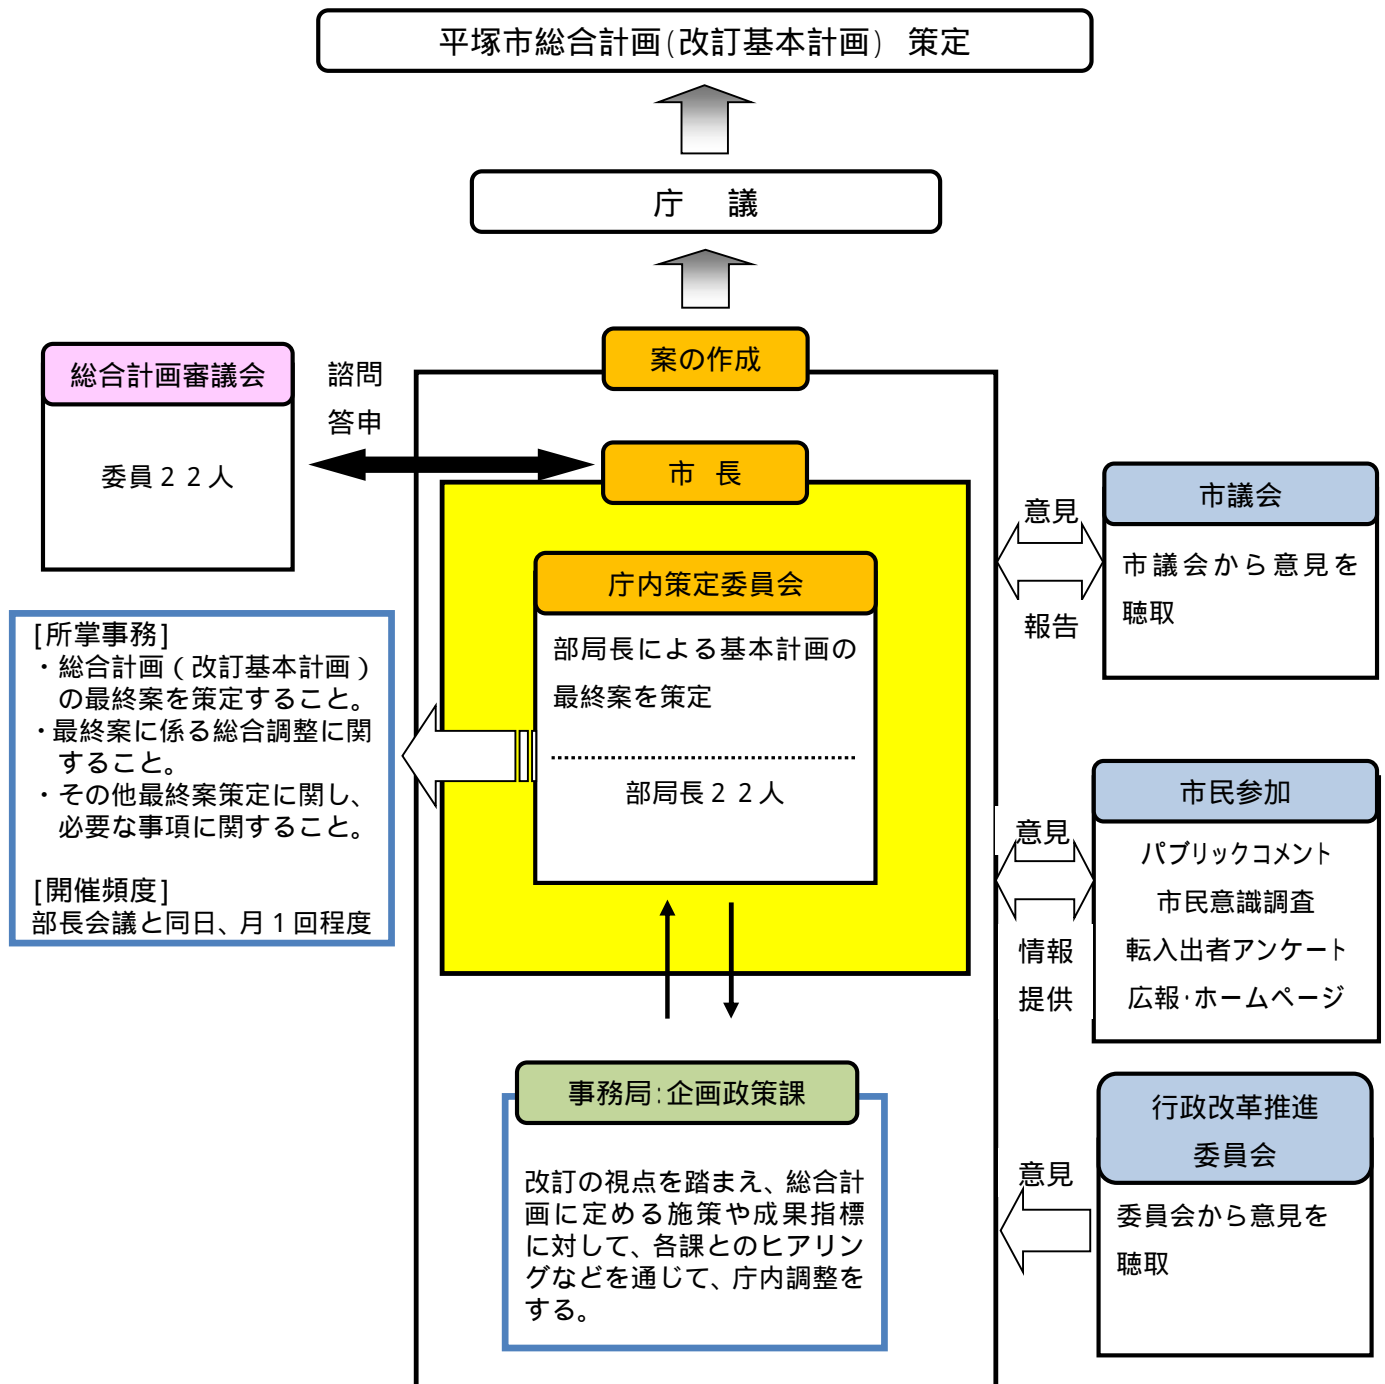 平塚市総合計画(改訂基本計画) 策定
庁 議
案の作成
総合計画審議会
委員22人
諮問
答申
市 長
庁内策定委員会
部局長による基本計画の
最終案を策定
部局長22人
[所掌事務]
・総合計画(改訂基本計画)
の最終案を策定すること。
・最終案に係る総合調整に関
すること。
・その他最終案策定に関し、
必要な事項に関すること。
[開催頻度]
部長会議と同日、月1回程度
市議会
市議会から意見を
聴取
意見
報告
市民参加
パブリックコメント
市民意識調査
転入出者アンケート
広報・ホームページ
意見
情報
提供
事務局:企画政策課
改訂の視点を踏まえ、総合計
画に定める施策や成果指標
に対して、各課とのヒアリン
グなどを通じて、庁内調整を
する。
行政改革推進
委員会
委員会から意見を
聴取
意見